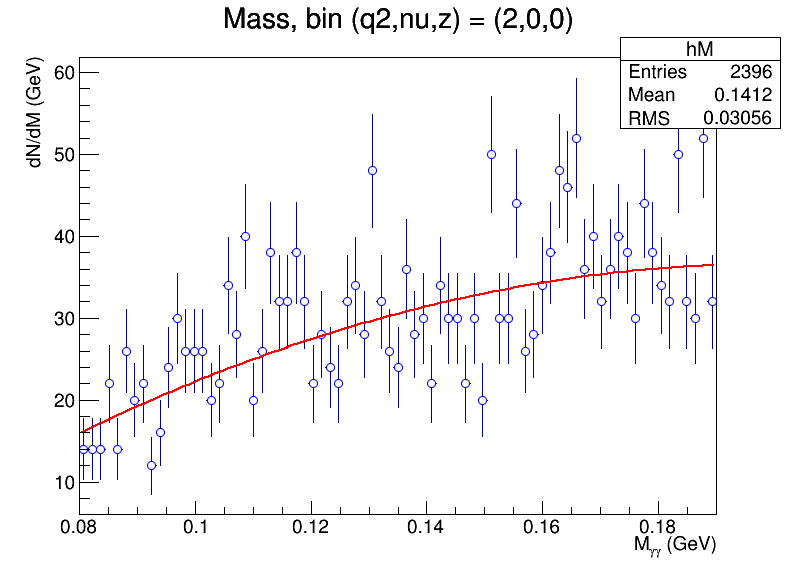 Mass, bin (q2,nu,z) = (2,0,0)
hM
Entries 2396
Mean 0.1412
RMS 0.03056
dN/dM (GeV)
60
50
40
30
20
10
0.08 0.1 0.12 0.14 0.16 0.18
Mγγ (GeV)